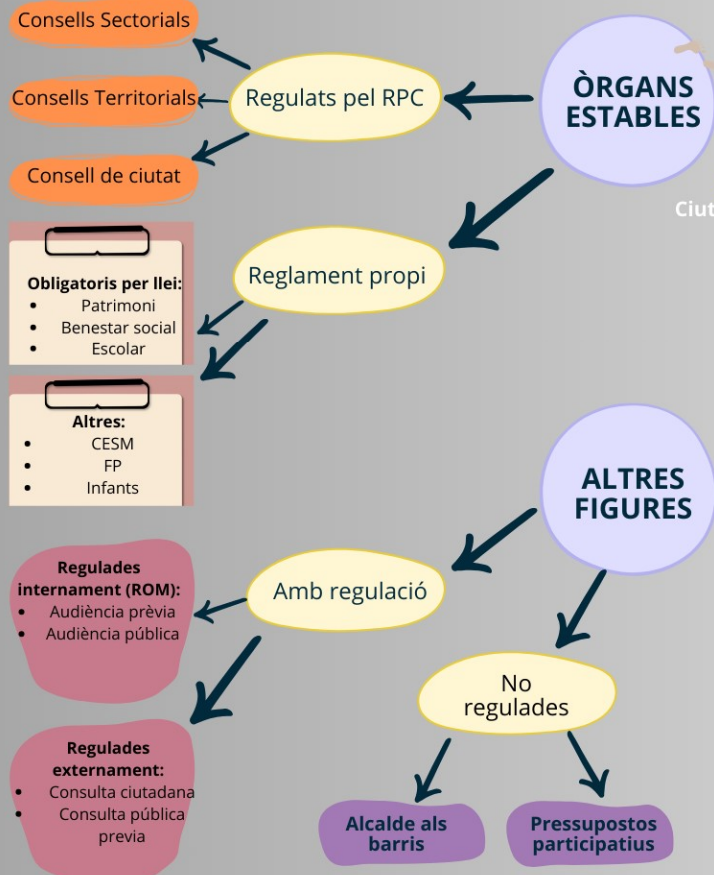 Consells Sectorials
Consells Territorials
Consell de ciutat
Regulats pel RPC
ÒRGANS
ESTABLES
Ciut
Reglament propi
Obligatoris per llei:
• Patrimoni
• Benestar social
• Escolar
Altres:
• CESM
• FP
• Infants
ALTRES
FIGURES
Amb regulació
Regulades
internament (ROM):
• Audiència prèvia
• Audiència pública
Regulades
externament:
• Consulta ciutadana
• Consulta pública
previa
No
regulades
Alcalde als
barris
Pressupostos
participatius